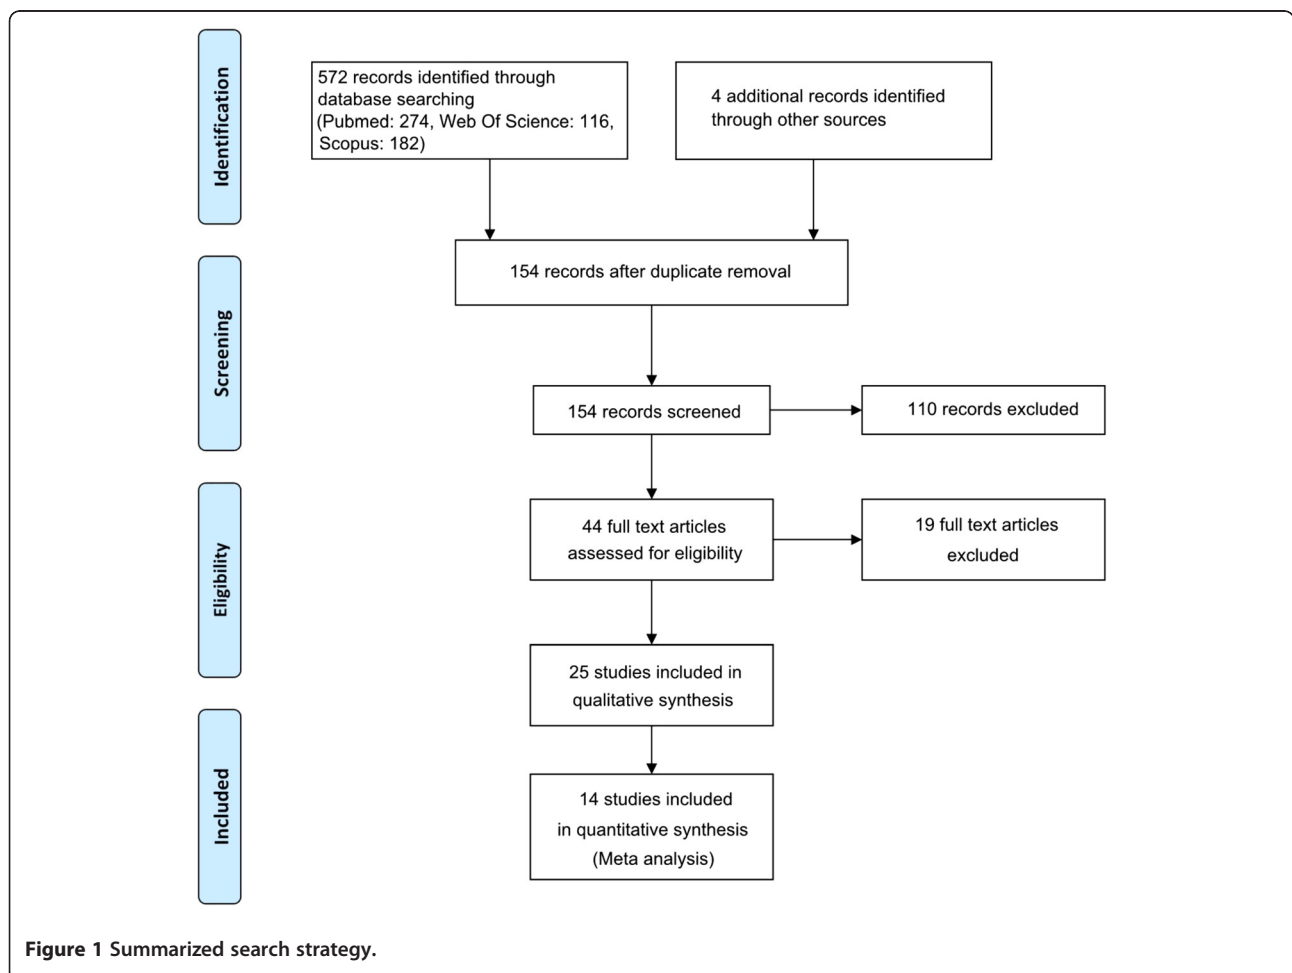 Identification
572 records identified through
database searching
(Pubmed: 274, Web Of Science: 116,
Scopus: 182)
4 additional records identified
through other sources
Screening
154 records after duplicate removal
154 records screened
110 records excluded
Eligibility
44 full text articles
assessed for eligibility
19 full text articles
excluded
25 studies included in
qualitative synthesis
Included
14 studies included
in quantitative synthesis
(Meta analysis)
Figure 1 Summarized search strategy.